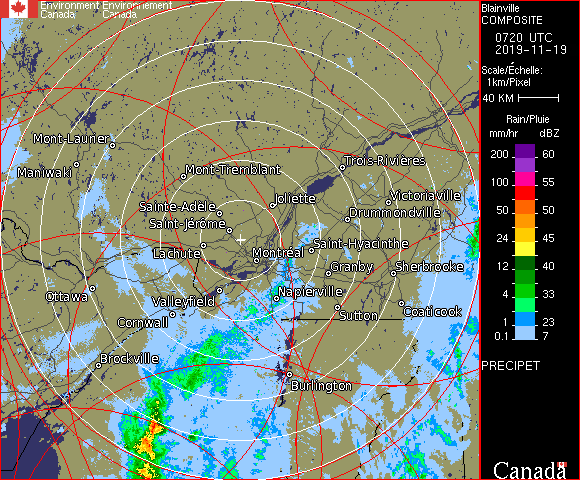 Environment Environnement
Canada Canada
Blainville
COMPOSITE
0720 UTC
2019-11-19
Scale/Échelle:
1km/Pixel
40 KM
Rain/Pluie
mm/hr dBZ
200 60
100 55
50 50
24 45
12 40
4 33
1 23
0.1 7
PRECIPET
Mont-Laurier
Maniwaki
Mont-Tremblant
Trois-Rivières
Sainte-Adèle
Joliette
Victoriaville
Saint-Jérôme
Drummondville
Lachute
Montréal
Saint-Hyacinthe
Granby
Sherbrooke
Ottawa
Valleyfield
Napierville
Cornwall
Sutton
Coaticook
Brockville
Burlington
Canada